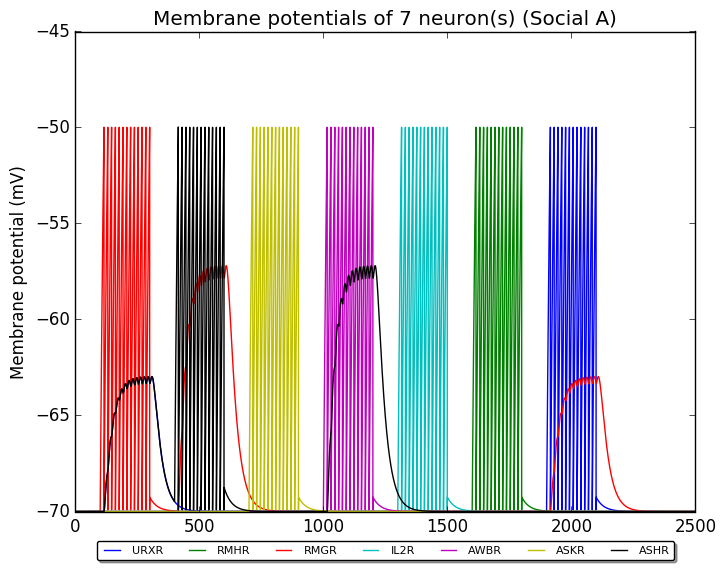 Membrane potentials of 7 neuron(s) (Social A)
Membrane potential (mV)
−45
−50
−55
−60
−65
−70
0 500 1000 1500 2000 2500
URXR RMHR RMGR IL2R AWBR ASKR ASHR